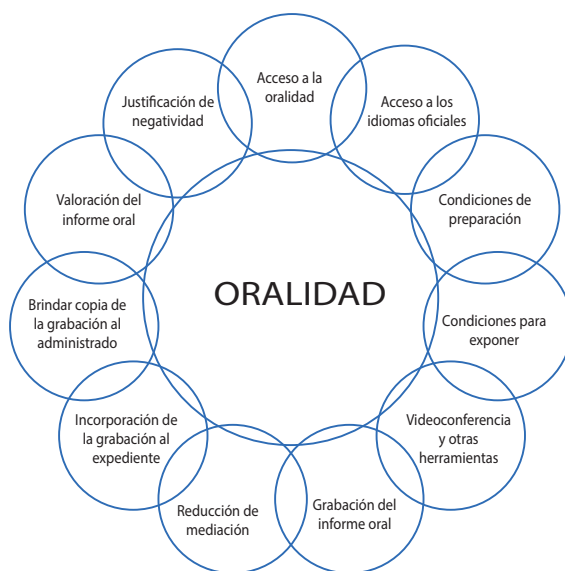 Acceso a la
oralidad
Acceso a los
idiomas oficiales
Condiciones de
preparación
Condiciones para
exponer
Videoconferencia
y otras
herramientas
Grabación del
informe oral
Reducción de
mediación
Incorporación de
la grabación al
expediente
Brindar copia de
la grabación al
administrado
Valoración del
informe oral
Justificación de
negatividad
ORALIDAD